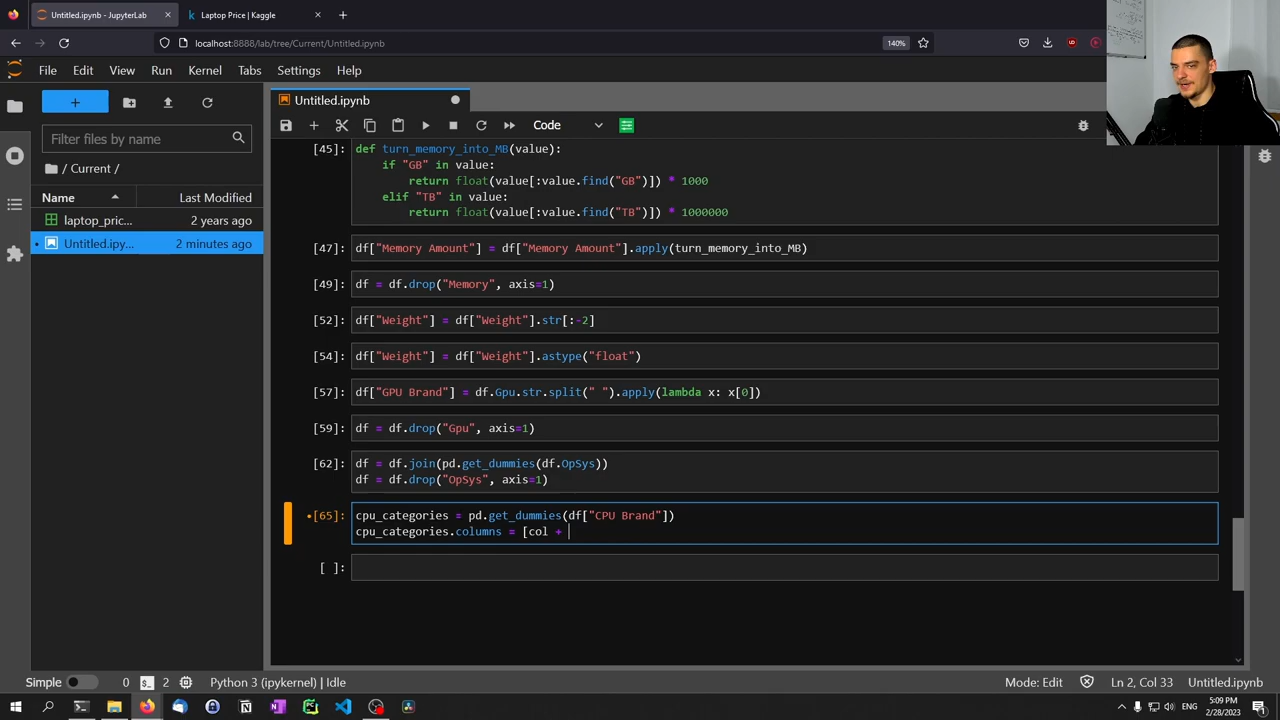 Untitled.ipynb - JupyterLab
Laptop Price | Kaggle
localhost:8888/lab/tree/Current/Untitled.ipynb
140%
File Edit View Run Kernel Tabs Settings Help
Untitled.ipynb
Filter files by name
Code
/ Current /
Name Last Modified
laptop_pric... 2 years ago
Untitled.ipy... 2 minutes ago
[45]: def turn_memory_into_MB(value):
if "GB" in value:
return float(value[:value.find("GB")]) * 1000
elif "TB" in value:
return float(value[:value.find("TB")]) * 1000000
[47]: df["Memory Amount"] = df["Memory Amount"].apply(turn_memory_into_MB)
[49]: df = df.drop("Memory", axis=1)
[52]: df["Weight"] = df["Weight"].str[:-2]
[54]: df["Weight"] = df["Weight"].astype("float")
[57]: df["GPU Brand"] = df.Gpu.str.split(" ").apply(lambda x: x[0])
[59]: df = df.drop("Gpu", axis=1)
[62]: df = df.join(pd.get_dummies(df.OpSys))
df = df.drop("OpSys", axis=1)
[65]: cpu_categories = pd.get_dummies(df["CPU Brand"])
cpu_categories.columns = [col +
[ ]:
Simple 0 2 Python 3 (ipykernel) | Idle Mode: Edit Ln 2, Col 33 Untitled.ipynb
ENG 5:09 PM
2/28/2023